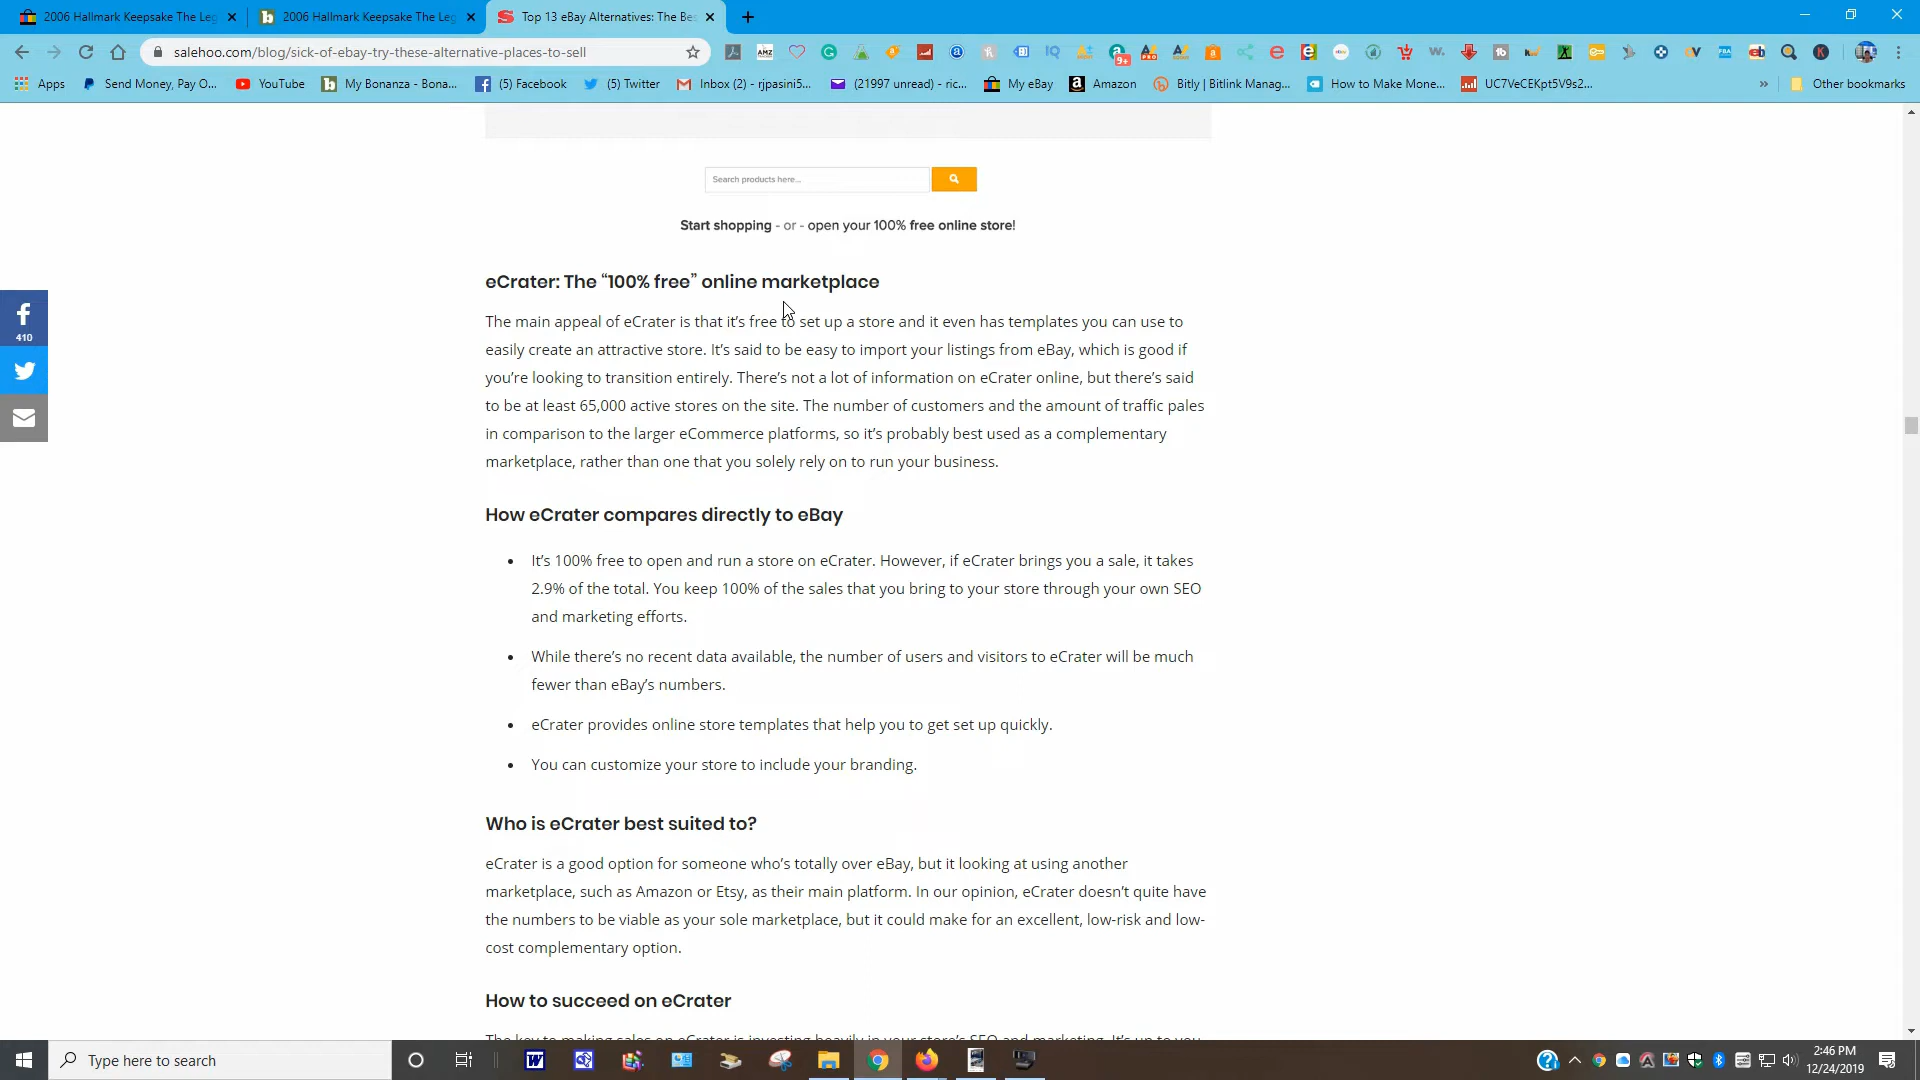 2006 Hallmark Keepsake The Leg
2006 Hallmark Keepsake The Leg
Top 13 eBay Alternatives: The Bes
salehoo.com/blog/sick-of-ebay-try-these-alternative-places-to-sell
Apps
Send Money, Pay O...
YouTube
My Bonanza - Bona...
(5) Facebook
(5) Twitter
Inbox (2) - rjpasini5...
(21997 unread) - ric...
My eBay
Amazon
Bitly | Bitlink Manag...
How to Make Mone...
UC7VeCEKpt5V9s2...
»
Other bookmarks
Search products here...
Start shopping - or - open your 100% free online store!
eCrater: The “100% free” online marketplace
The main appeal of eCrater is that it’s free to set up a store and it even has templates you can use to
easily create an attractive store. It’s said to be easy to import your listings from eBay, which is good if
you’re looking to transition entirely. There’s not a lot of information on eCrater online, but there’s said
to be at least 65,000 active stores on the site. The number of customers and the amount of traffic pales
in comparison to the larger eCommerce platforms, so it’s probably best used as a complementary
marketplace, rather than one that you solely rely on to run your business.
410
How eCrater compares directly to eBay
• It’s 100% free to open and run a store on eCrater. However, if eCrater brings you a sale, it takes
2.9% of the total. You keep 100% of the sales that you bring to your store through your own SEO
and marketing efforts.
• While there’s no recent data available, the number of users and visitors to eCrater will be much
fewer than eBay’s numbers.
• eCrater provides online store templates that help you to get set up quickly.
• You can customize your store to include your branding.
Who is eCrater best suited to?
eCrater is a good option for someone who’s totally over eBay, but it looking at using another
marketplace, such as Amazon or Etsy, as their main platform. In our opinion, eCrater doesn’t quite have
the numbers to be viable as your sole marketplace, but it could make for an excellent, low-risk and low-
cost complementary option.
How to succeed on eCrater
The key to making sales on eCrater is investing heavily in your store’s SEO and marketing. It’s up to you
Type here to search
2:46 PM
12/24/2019